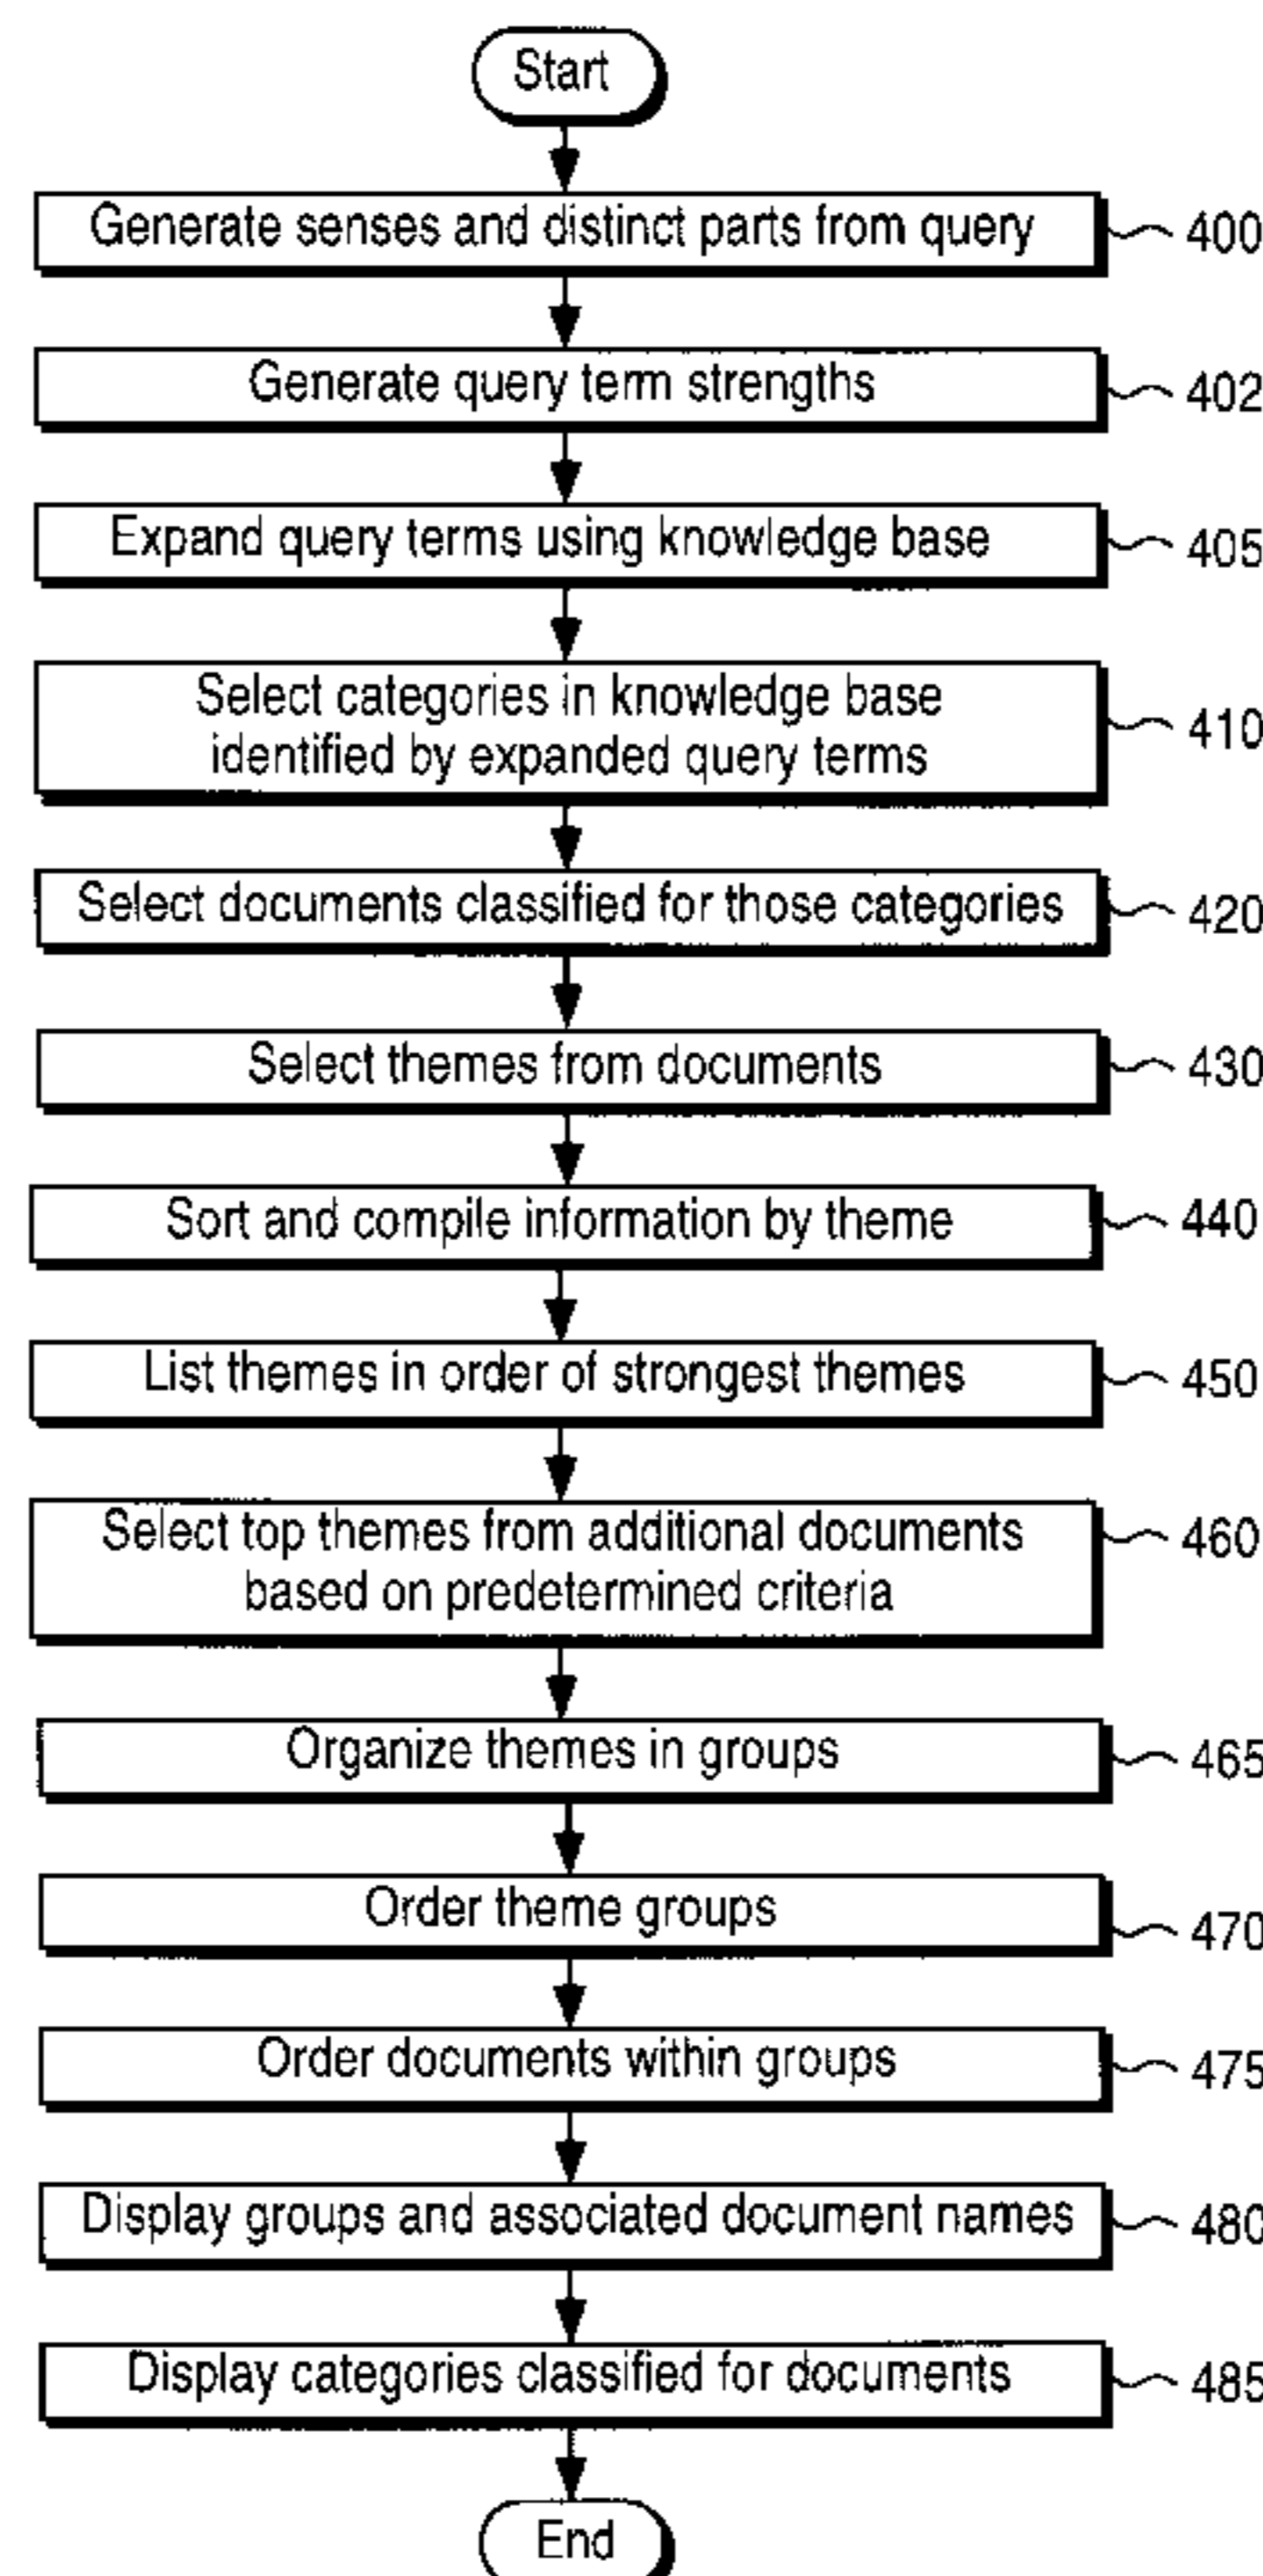 Start
Generate senses and distinct parts from query
400
Generate query term strengths
402
Expand query terms using knowledge base
405
Select categories in knowledge base
identified by expanded query terms
410
Select documents classified for those categories
420
Select themes from documents
430
Sort and compile information by theme
440
List themes in order of strongest themes
450
Select top themes from additional documents
based on predetermined criteria
460
Organize themes in groups
465
Order theme groups
470
Order documents within groups
475
Display groups and associated document names
480
Display categories classified for documents
485
End